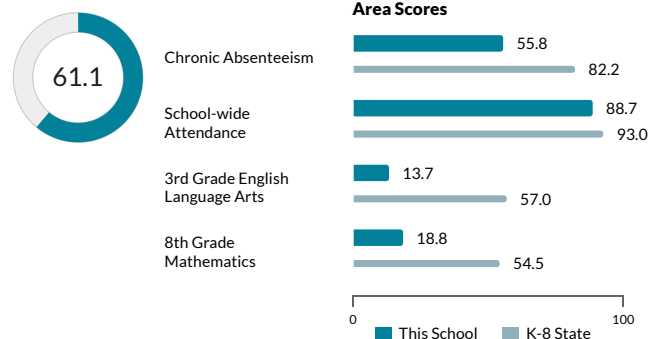 Area Scores
61.1
Chronic Absenteeism
55.8
82.2
School-wide
Attendance
88.7
93.0
3rd Grade English
Language Arts
13.7
57.0
8th Grade
Mathematics
18.8
54.5
0
100
This School
K-8 State